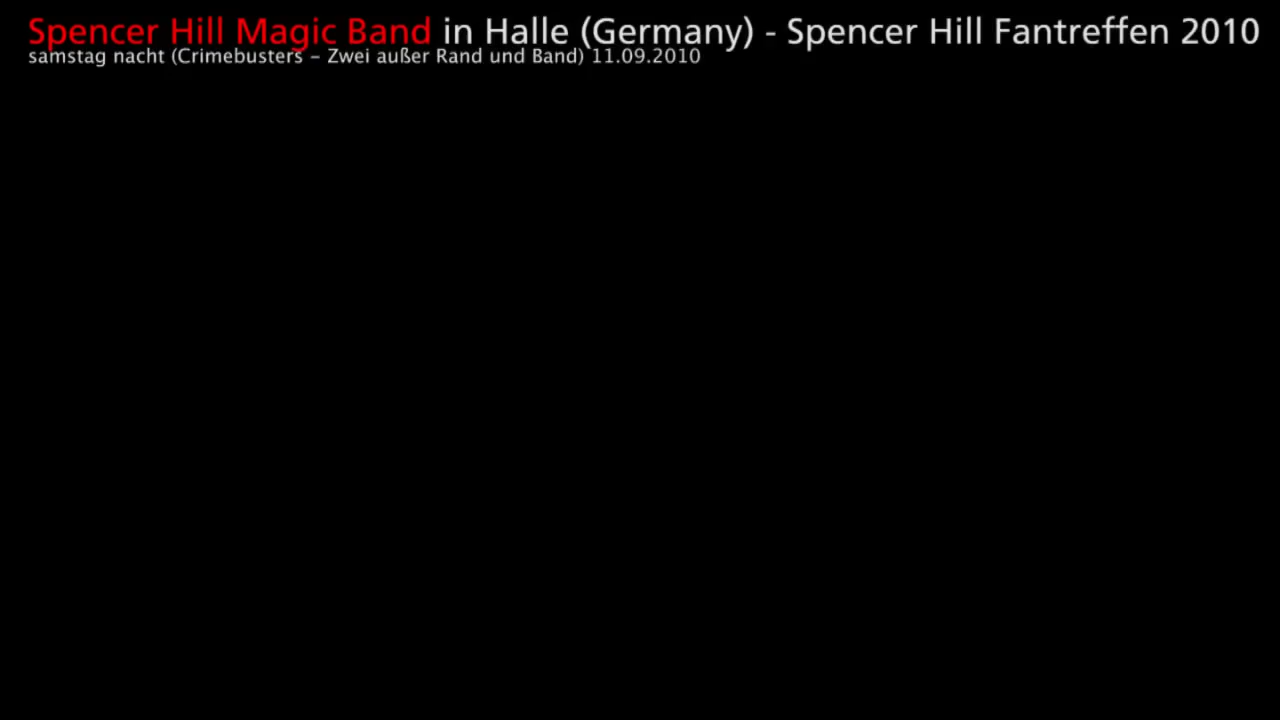 Spencer Hill Magic Band in Halle (Germany) - Spencer Hill Fantreffen 2010
samstag nacht (Crimebusters – Zwei außer Rand und Band) 11.09.2010